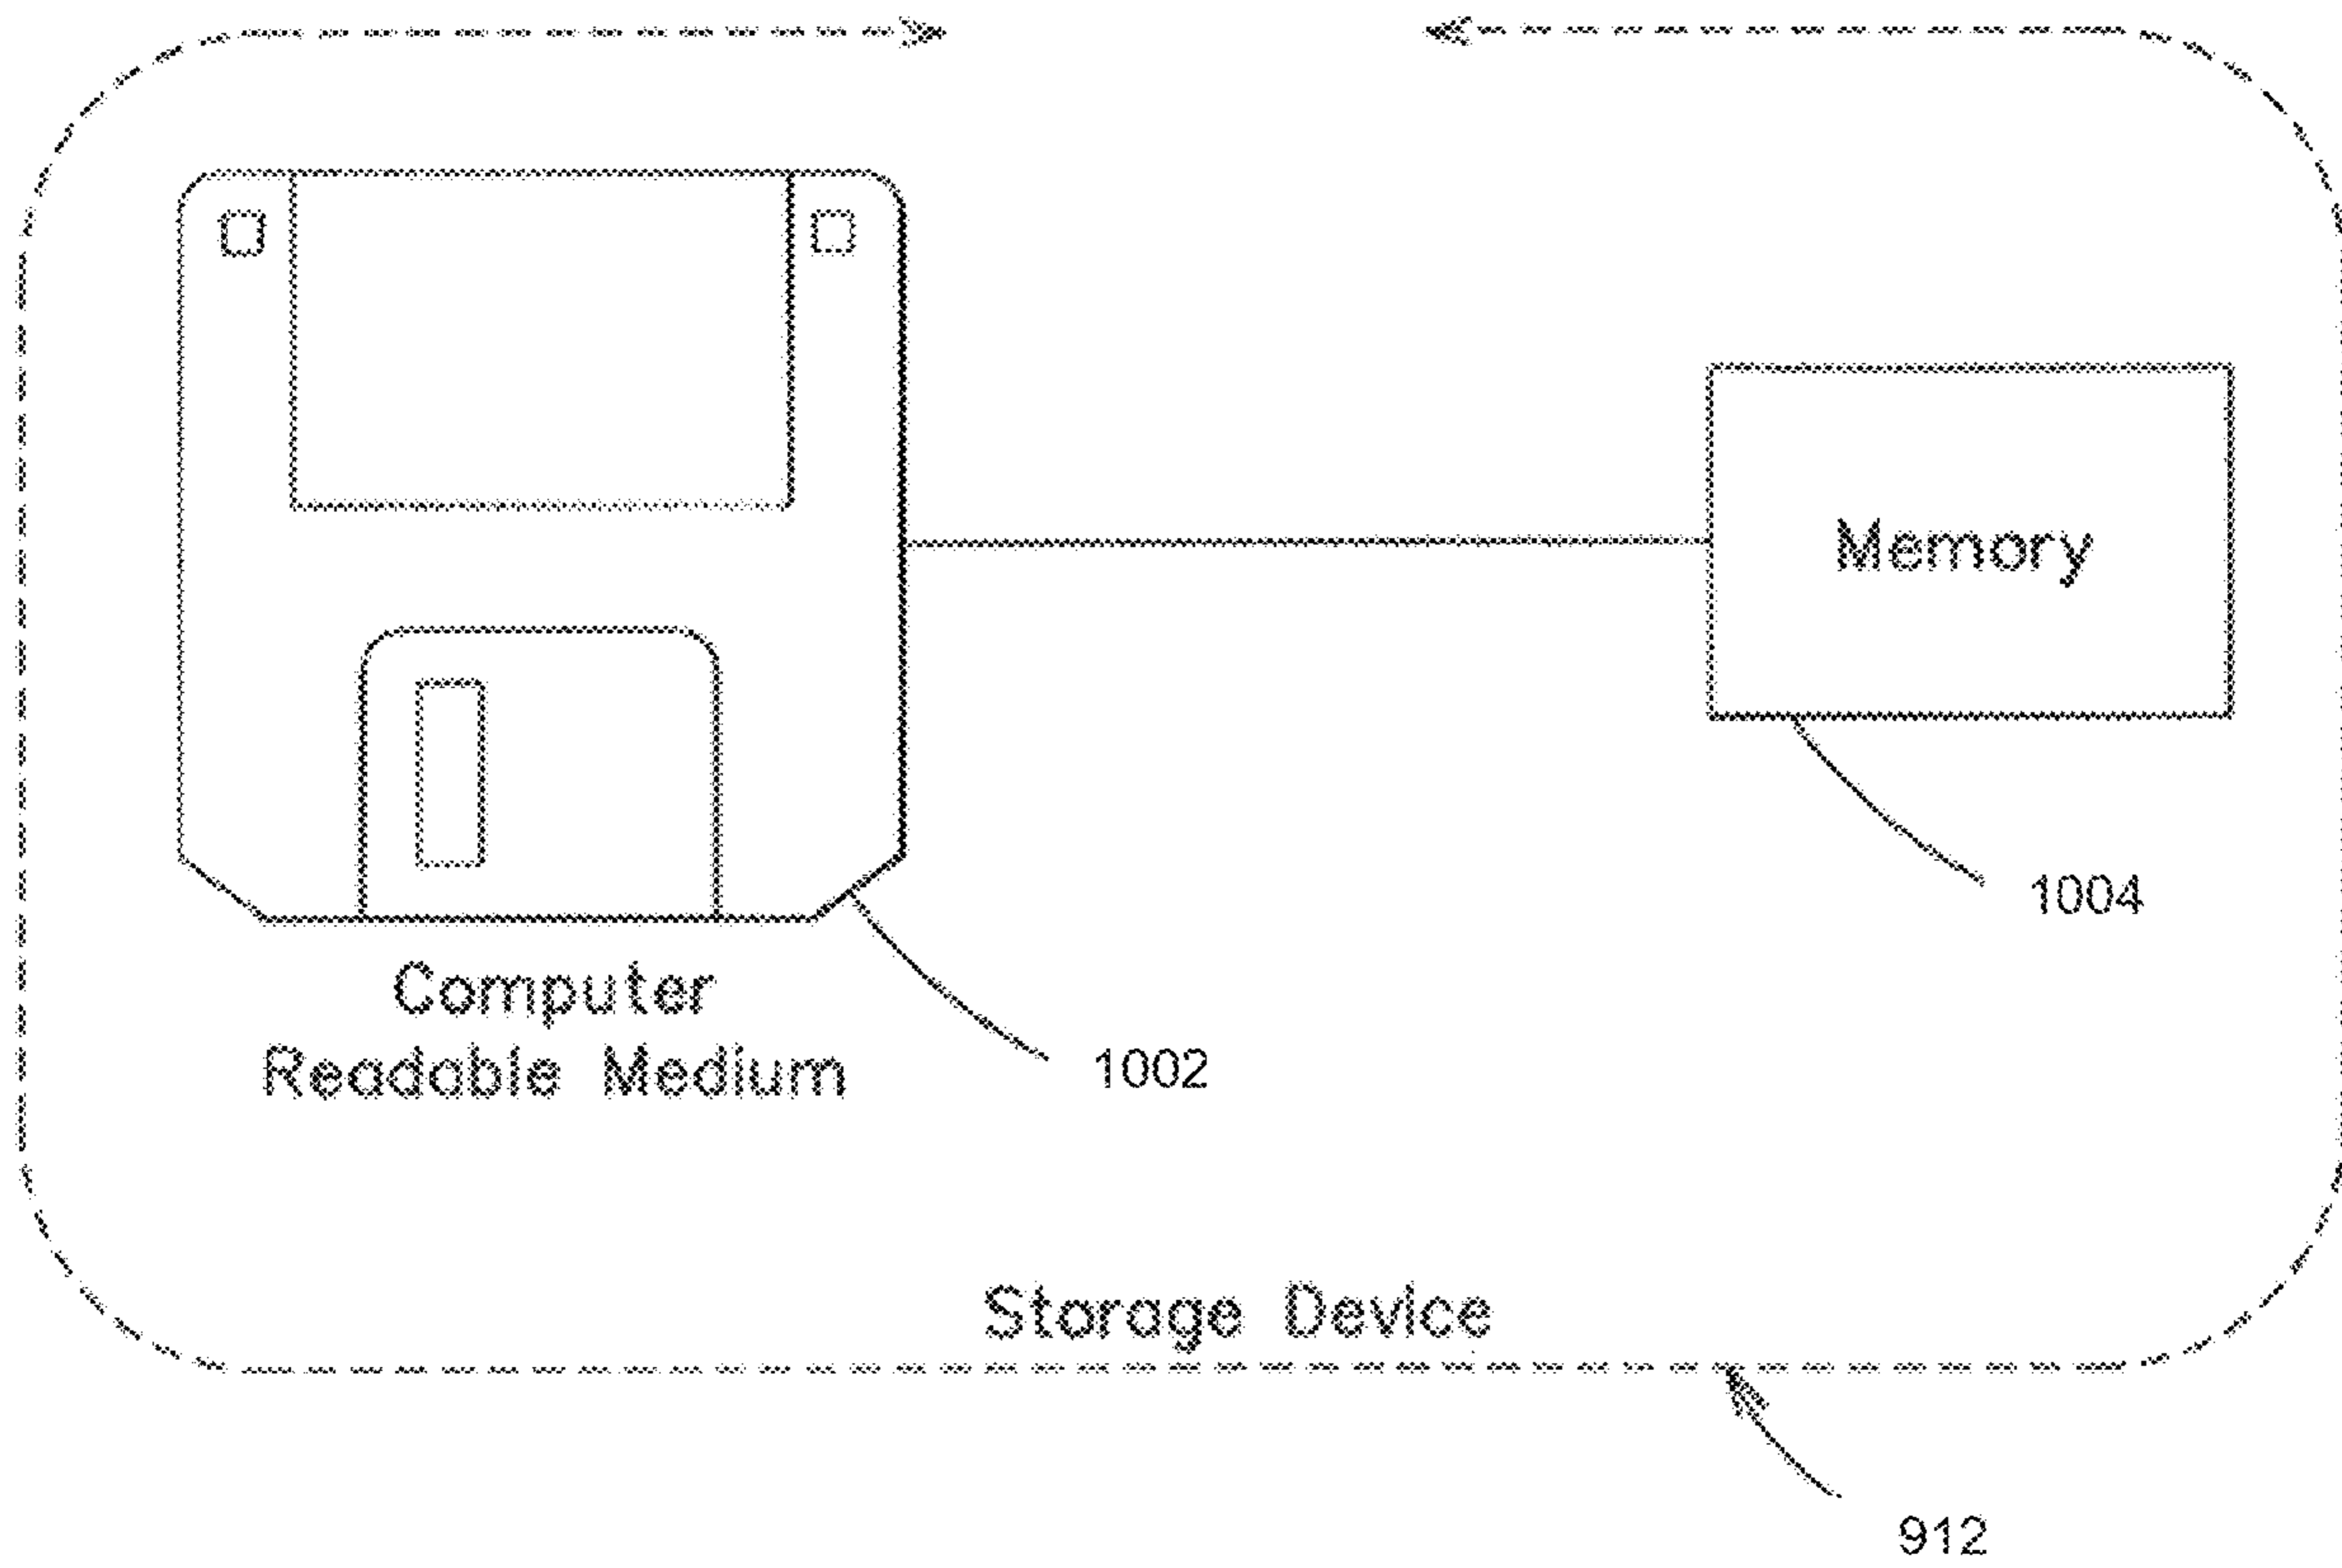 Memory
1004
Computer
Readable Medium
1002
Storage Device
912